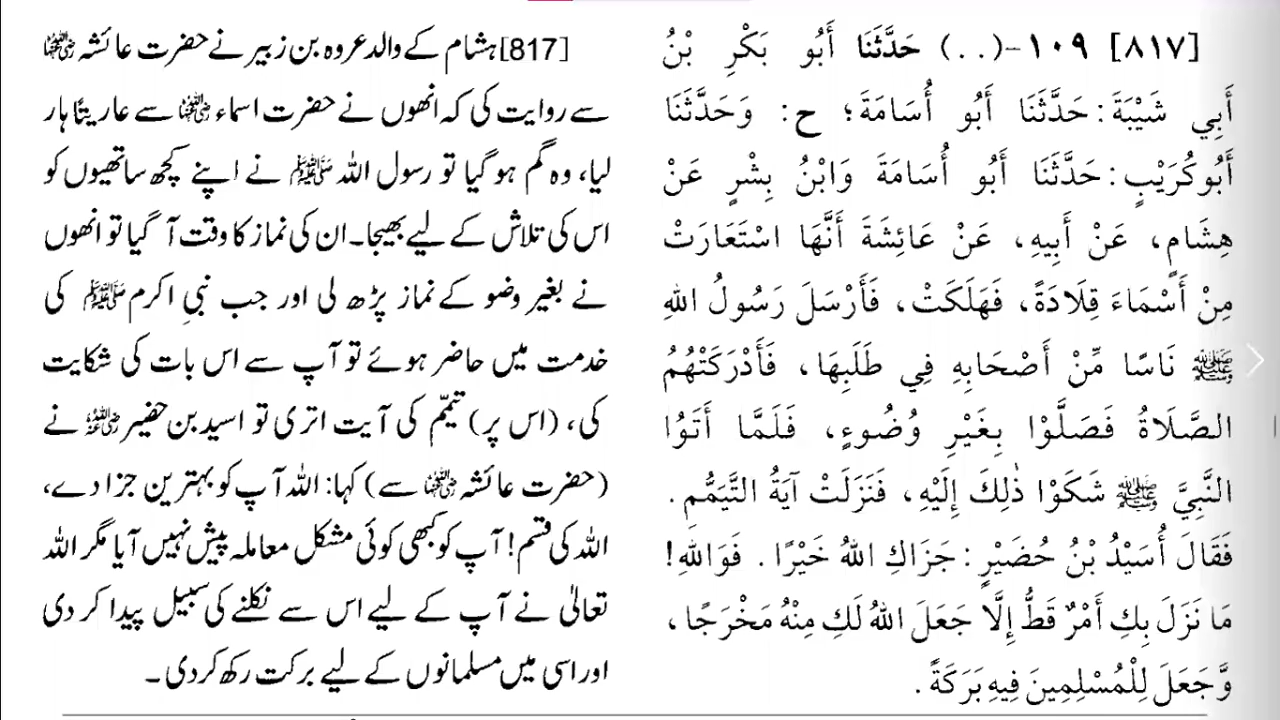 [٨١٧] ١٠٩-(. .) حَدَّثَنَا أَبُو بَكْرِ بْنُ
أَبِي شَيْبَةَ: حَدَّثَنَا أَبُو أُسَامَةَ؛ ح: وَحَدَّثَنَا
أَبُو كُرَيْبٍ: حَدَّثَنَا أَبُو أُسَامَةَ وَابْنُ بِشْرٍ عَنْ
هِشَامٍ، عَنْ أَبِيهِ، عَنْ عَائِشَةَ أَنَّهَا اسْتَعَارَتْ
مِنْ أَسْمَاءَ قِلَادَةً، فَهَلَكَتْ، فَأَرْسَلَ رَسُولُ اللهِ
ﷺ نَاسًا مِّنْ أَصْحَابِهِ فِي طَلَبِهَا، فَأَدْرَكَتْهُمُ
الصَّلَاةُ فَصَلَّوْا بِغَيْرِ وُضُوءٍ، فَلَمَّا أَتَوُا
النَّبِيَّ ﷺ شَكَوْا ذٰلِكَ إِلَيْهِ، فَنَزَلَتْ آيَةُ التَّيَمُّمِ.
فَقَالَ أُسَيْدُ بْنُ حُضَيْرٍ: جَزَاكِ اللهُ خَيْرًا. فَوَاللهِ!
مَا نَزَلَ بِكِ أَمْرٌ قَطُّ إِلَّا جَعَلَ اللهُ لَكِ مِنْهُ مَخْرَجًا،
وَّجَعَلَ لِلْمُسْلِمِينَ فِيهِ بَرَكَةً.
[817] ہشام کے والد عروہ بن زبیر نے حضرت عائشہ رضی اللہ عنہا
سے روایت کی کہ انھوں نے حضرت اسماء رضی اللہ عنہا سے عاریتًا ہار
لیا، وہ گم ہو گیا تو رسول اللہ ﷺ نے اپنے کچھ ساتھیوں کو
اس کی تلاش کے لیے بھیجا۔ ان کی نماز کا وقت آ گیا تو انھوں
نے بغیر وضو کے نماز پڑھ لی اور جب نبیِ اکرم ﷺ کی
خدمت میں حاضر ہوئے تو آپ سے اس بات کی شکایت
کی، (اس پر) تیمّم کی آیت اتری تو اسید بن حضیر رضی اللہ عنہ نے
(حضرت عائشہ رضی اللہ عنہا سے) کہا: اللہ آپ کو بہترین جزا دے،
اللہ کی قسم! آپ کو کبھی کوئی مشکل معاملہ پیش نہیں آیا مگر اللہ
تعالیٰ نے آپ کے لیے اس سے نکلنے کی سبیل پیدا کر دی
اور اسی میں مسلمانوں کے لیے برکت رکھ کر دی۔